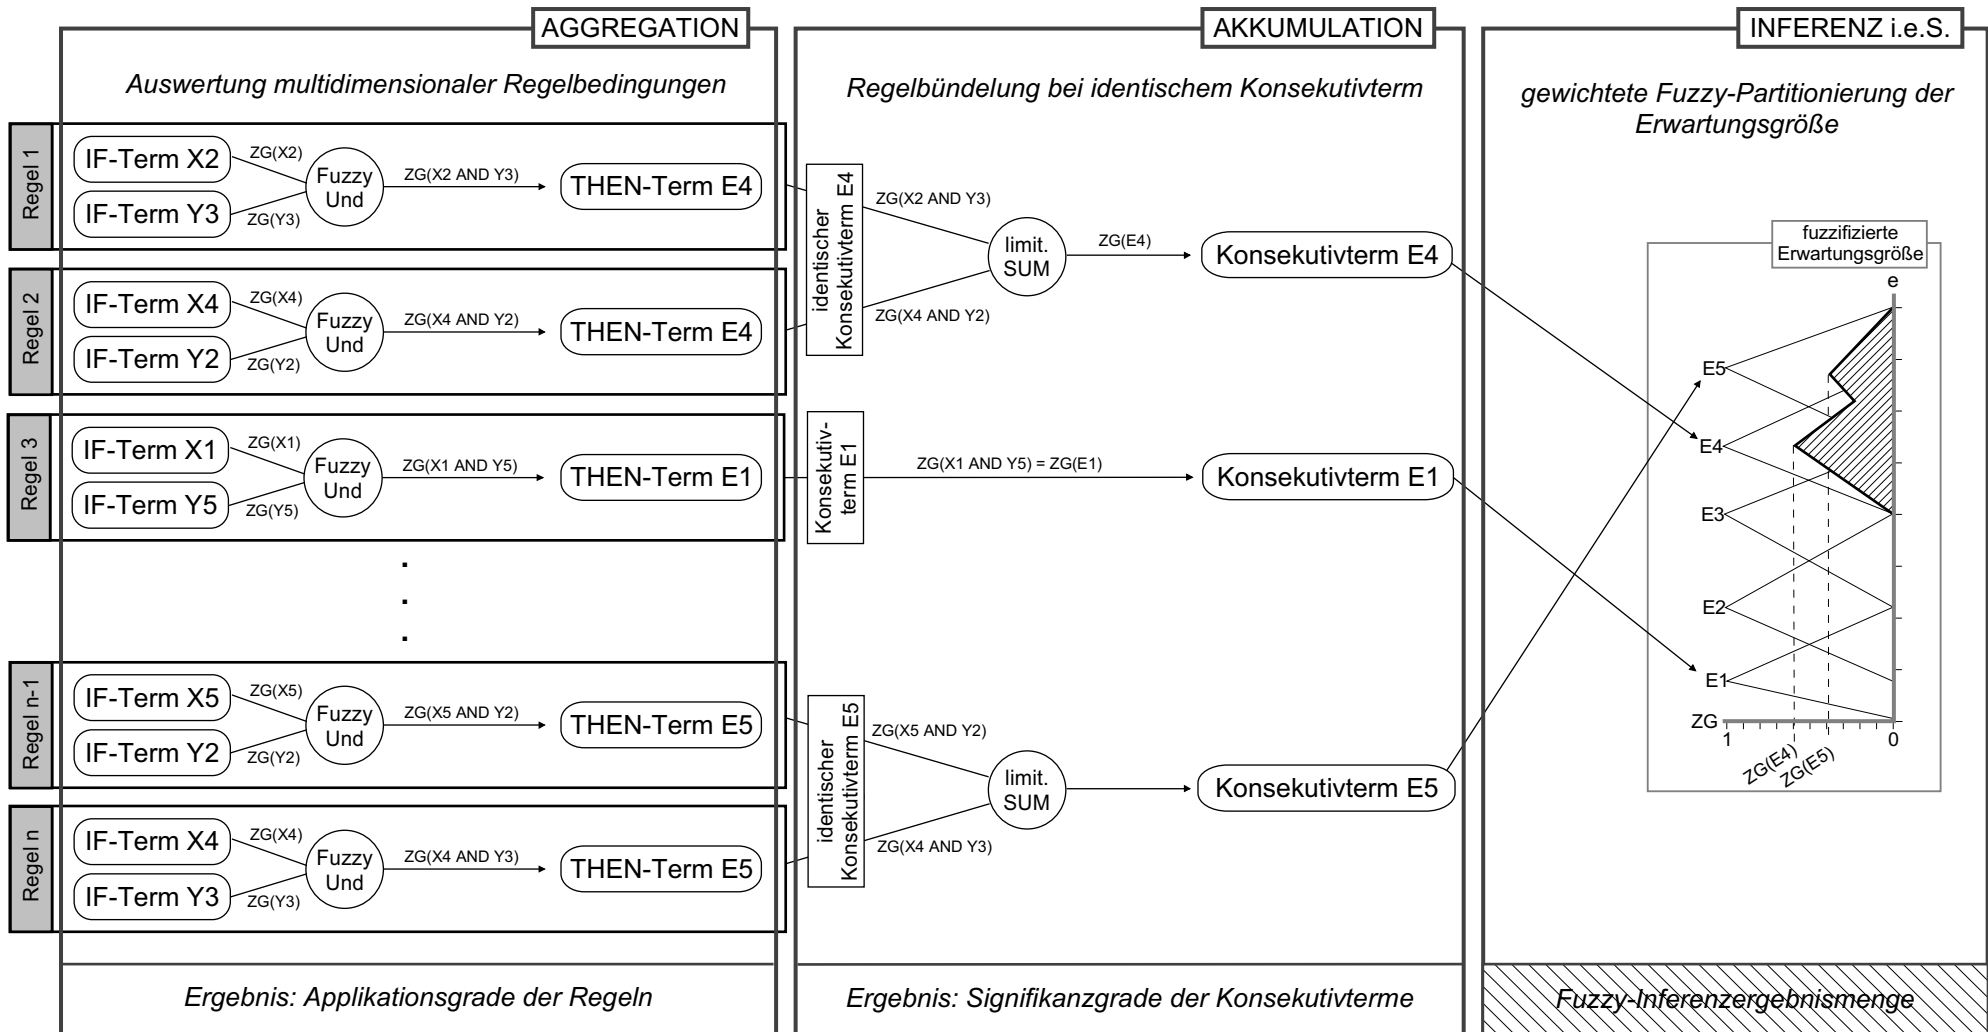 AGGREGATION
Auswertung multidimensionaler Regelbedingungen
Regel 1
IF-Term X2
ZG(X2)
IF-Term Y3
ZG(Y3)
Fuzzy
Und
ZG(X2 AND Y3)
THEN-Term E4
Regel 2
IF-Term X4
ZG(X4)
IF-Term Y2
ZG(Y2)
Fuzzy
Und
ZG(X4 AND Y2)
THEN-Term E4
Regel 3
IF-Term X1
ZG(X1)
IF-Term Y5
ZG(Y5)
Fuzzy
Und
ZG(X1 AND Y5)
THEN-Term E1
.
.
.
Regel n-1
IF-Term X5
ZG(X5)
IF-Term Y2
ZG(Y2)
Fuzzy
Und
ZG(X5 AND Y2)
THEN-Term E5
Regel n
IF-Term X4
ZG(X4)
IF-Term Y3
ZG(Y3)
Fuzzy
Und
ZG(X4 AND Y3)
THEN-Term E5
Ergebnis: Applikationsgrade der Regeln
AKKUMULATION
Regelbündelung bei identischem Konsekutivterm
identischer
Konsekutivterm E4
ZG(X2 AND Y3)
ZG(X4 AND Y2)
limit.
SUM
ZG(E4)
Konsekutivterm E4
Konsekutiv-
term E1
ZG(X1 AND Y5) = ZG(E1)
Konsekutivterm E1
identischer
Konsekutivterm E5
ZG(X5 AND Y2)
ZG(X4 AND Y3)
limit.
SUM
Konsekutivterm E5
Ergebnis: Signifikanzgrade der Konsekutivterme
INFERENZ i.e.S.
gewichtete Fuzzy-Partitionierung der
Erwartungsgröße
fuzzifizierte
Erwartungsgröße
e
E5
E4
E3
E2
E1
ZG
1
0
ZG(E4)
ZG(E5)
Fuzzy-Inferenzergebnismenge